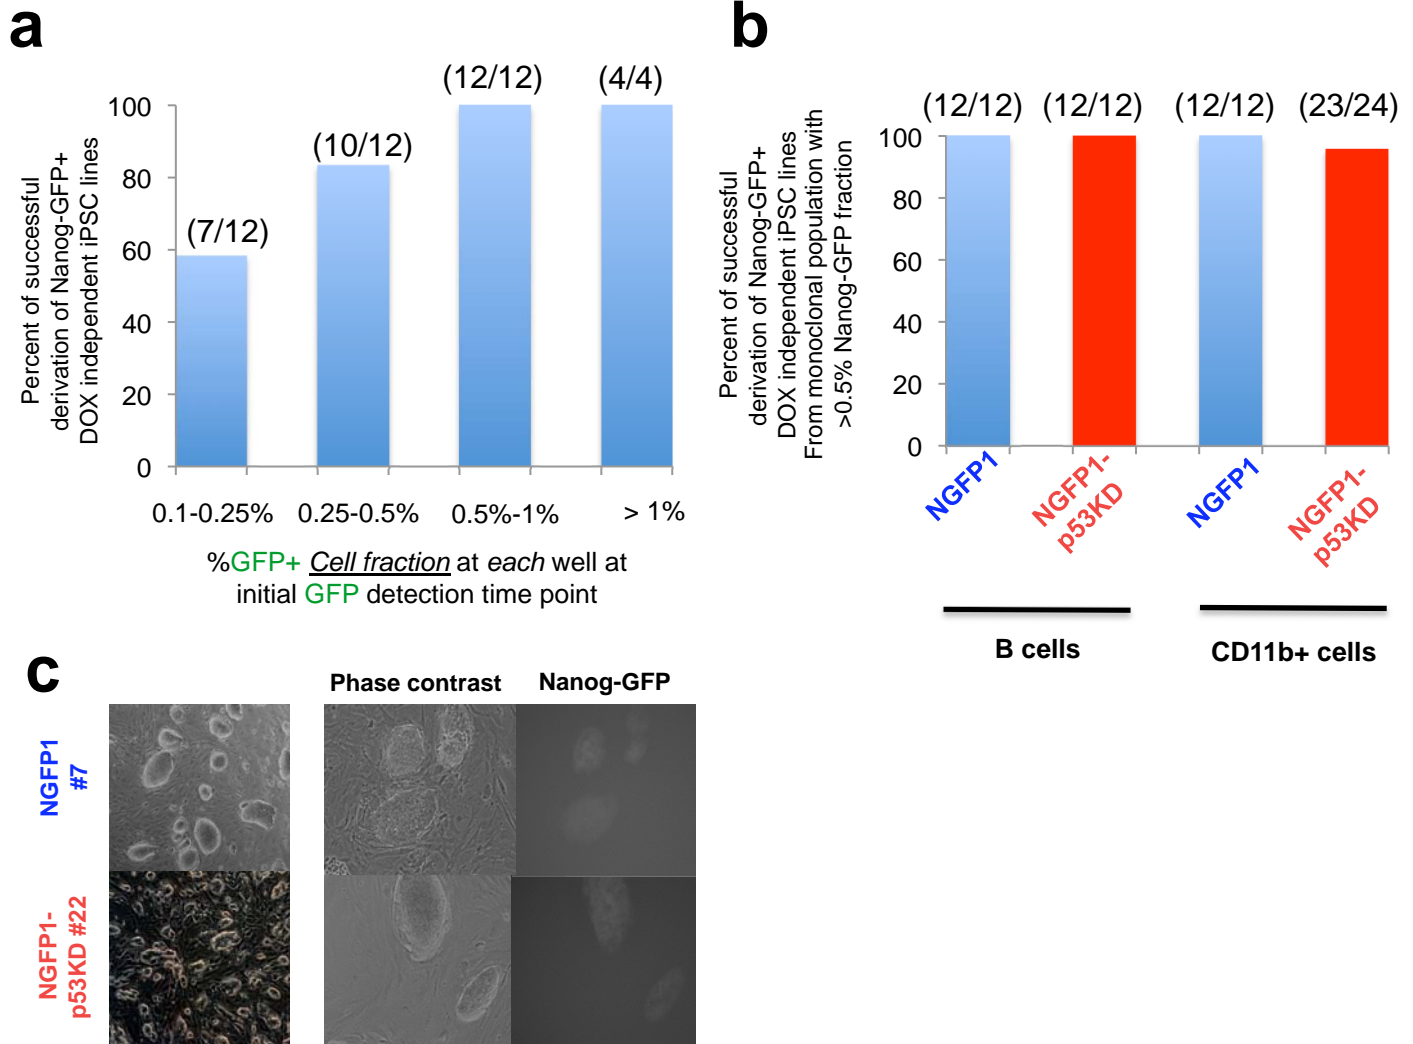 a
(12/12)
(4/4)
(10/12)
(7/12)
Percent of successful
derivation of Nanog-GFP+
DOX independent iPSC lines
100
80
60
40
20
0
0.1-0.25%
0.25-0.5%
0.5%-1%
> 1%
%GFP+ Cell fraction at each well at
initial GFP detection time point
b
(12/12)
(12/12)
(12/12)
(23/24)
Percent of successful
derivation of Nanog-GFP+
DOX independent iPSC lines
From monoclonal population with
>0.5% Nanog-GFP fraction
100
80
60
40
20
0
NGFP1
NGFP1-
p53KD
NGFP1
NGFP1-
p53KD
B cells
CD11b+ cells
c
Phase contrast
Nanog-GFP
NGFP1
#7
NGFP1-
p53KD #22